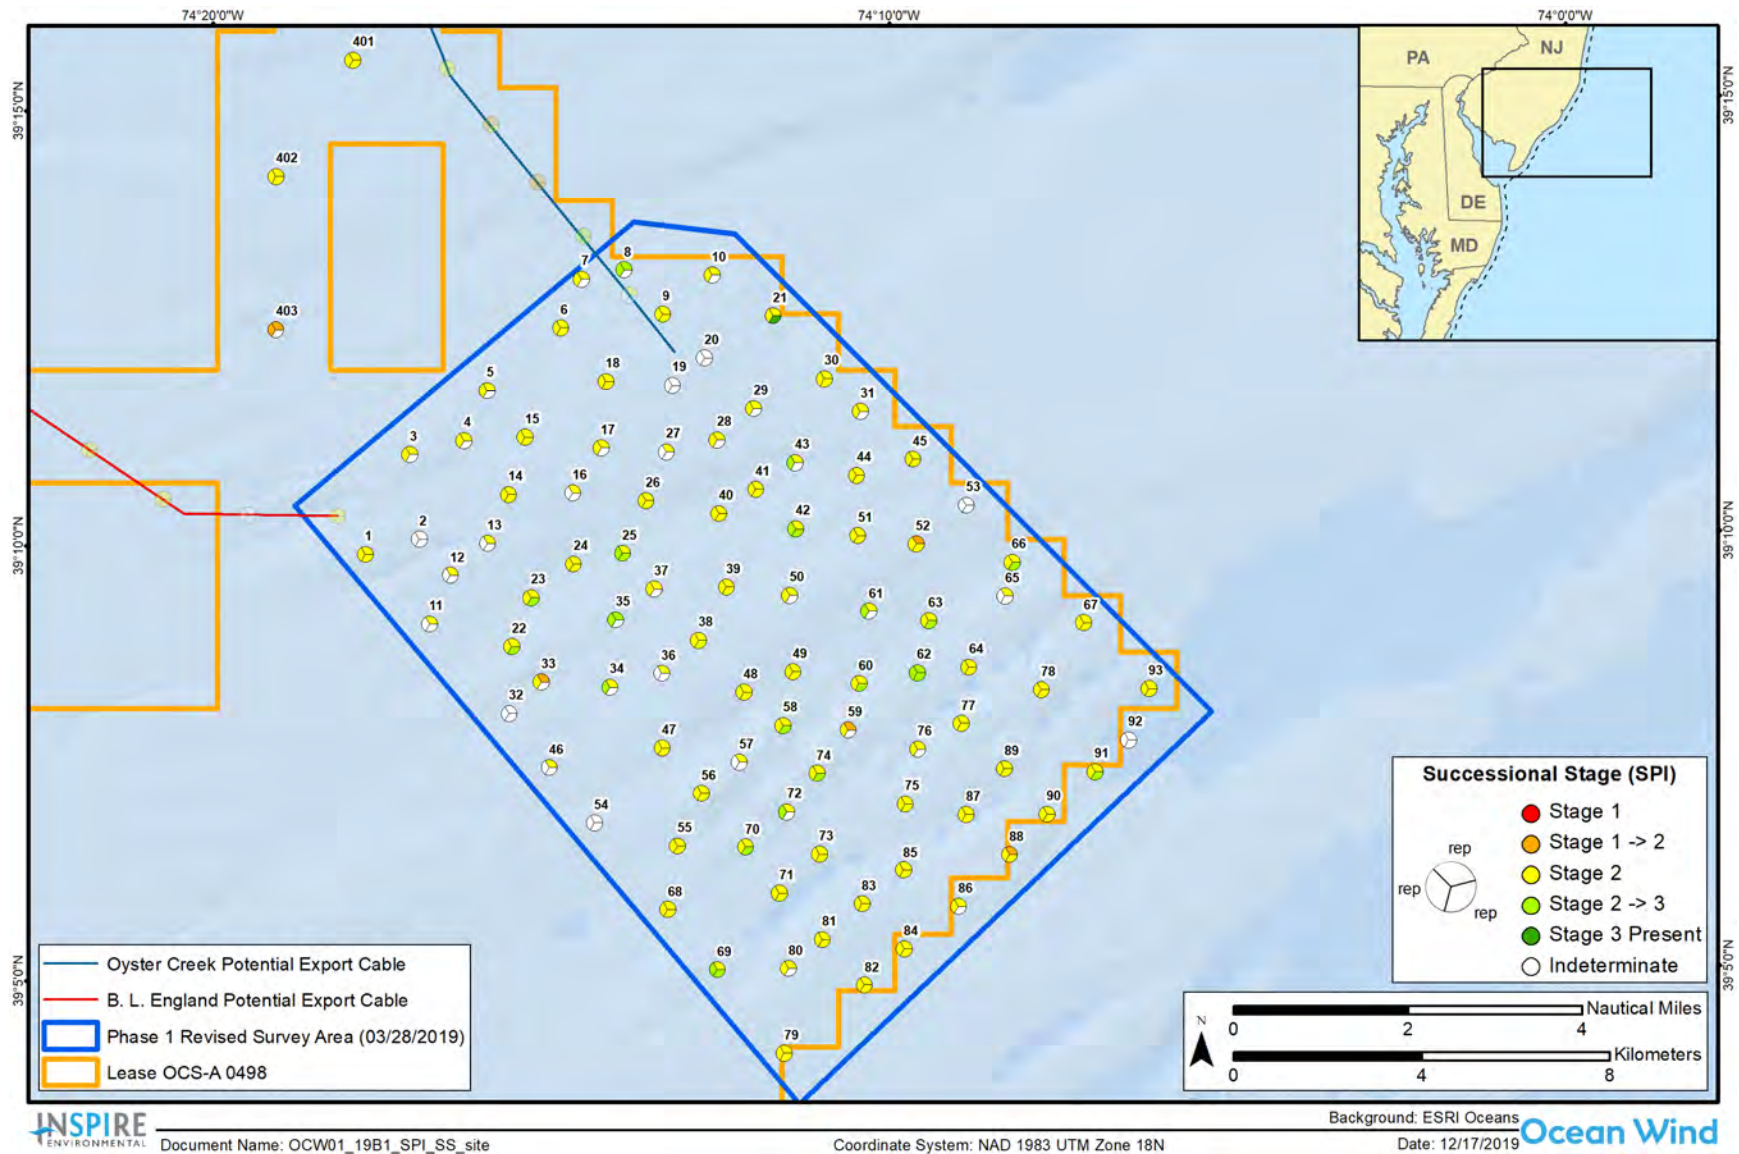 74°20'0"W
74°10'0"W
74°0'0"W
39°15'0"N
39°15'0"N
39°10'0"N
39°10'0"N
39°5'0"N
39°5'0"N
401
402
403
7
8
10
6
9
21
20
5
18
19
30
29
31
3
4
15
17
27
28
43
44
45
14
16
26
41
40
53
1
2
13
42
51
52
12
25
24
66
11
23
37
39
50
65
35
61
63
67
22
38
33
34
36
49
60
62
64
78
93
32
48
58
59
77
92
46
47
57
76
74
89
91
56
54
72
75
87
90
55
70
73
88
85
71
83
86
68
81
84
69
80
82
79
PA
NJ
DE
MD
Successional Stage (SPI)
rep
rep
rep
Stage 1
Stage 1 -> 2
Stage 2
Stage 2 -> 3
Stage 3 Present
Indeterminate
Oyster Creek Potential Export Cable
B. L. England Potential Export Cable
Phase 1 Revised Survey Area (03/28/2019)
Lease OCS-A 0498
N
Nautical Miles
0 2 4
Kilometers
0 4 8
INSPIRE
ENVIRONMENTAL
Document Name: OCW01_19B1_SPI_SS_site
Coordinate System: NAD 1983 UTM Zone 18N
Background: ESRI Oceans
Date: 12/17/2019
Ocean Wind